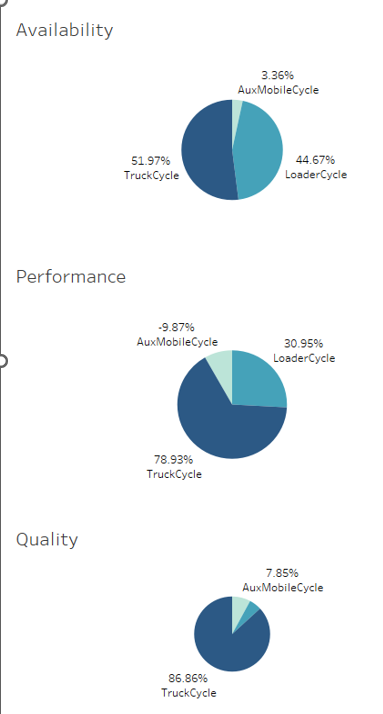 Availability
3.36%
AuxMobileCycle
51.97%
TruckCycle
44.67%
LoaderCycle
Performance
-9.87%
AuxMobileCycle
30.95%
LoaderCycle
78.93%
TruckCycle
Quality
7.85%
AuxMobileCycle
86.86%
TruckCycle